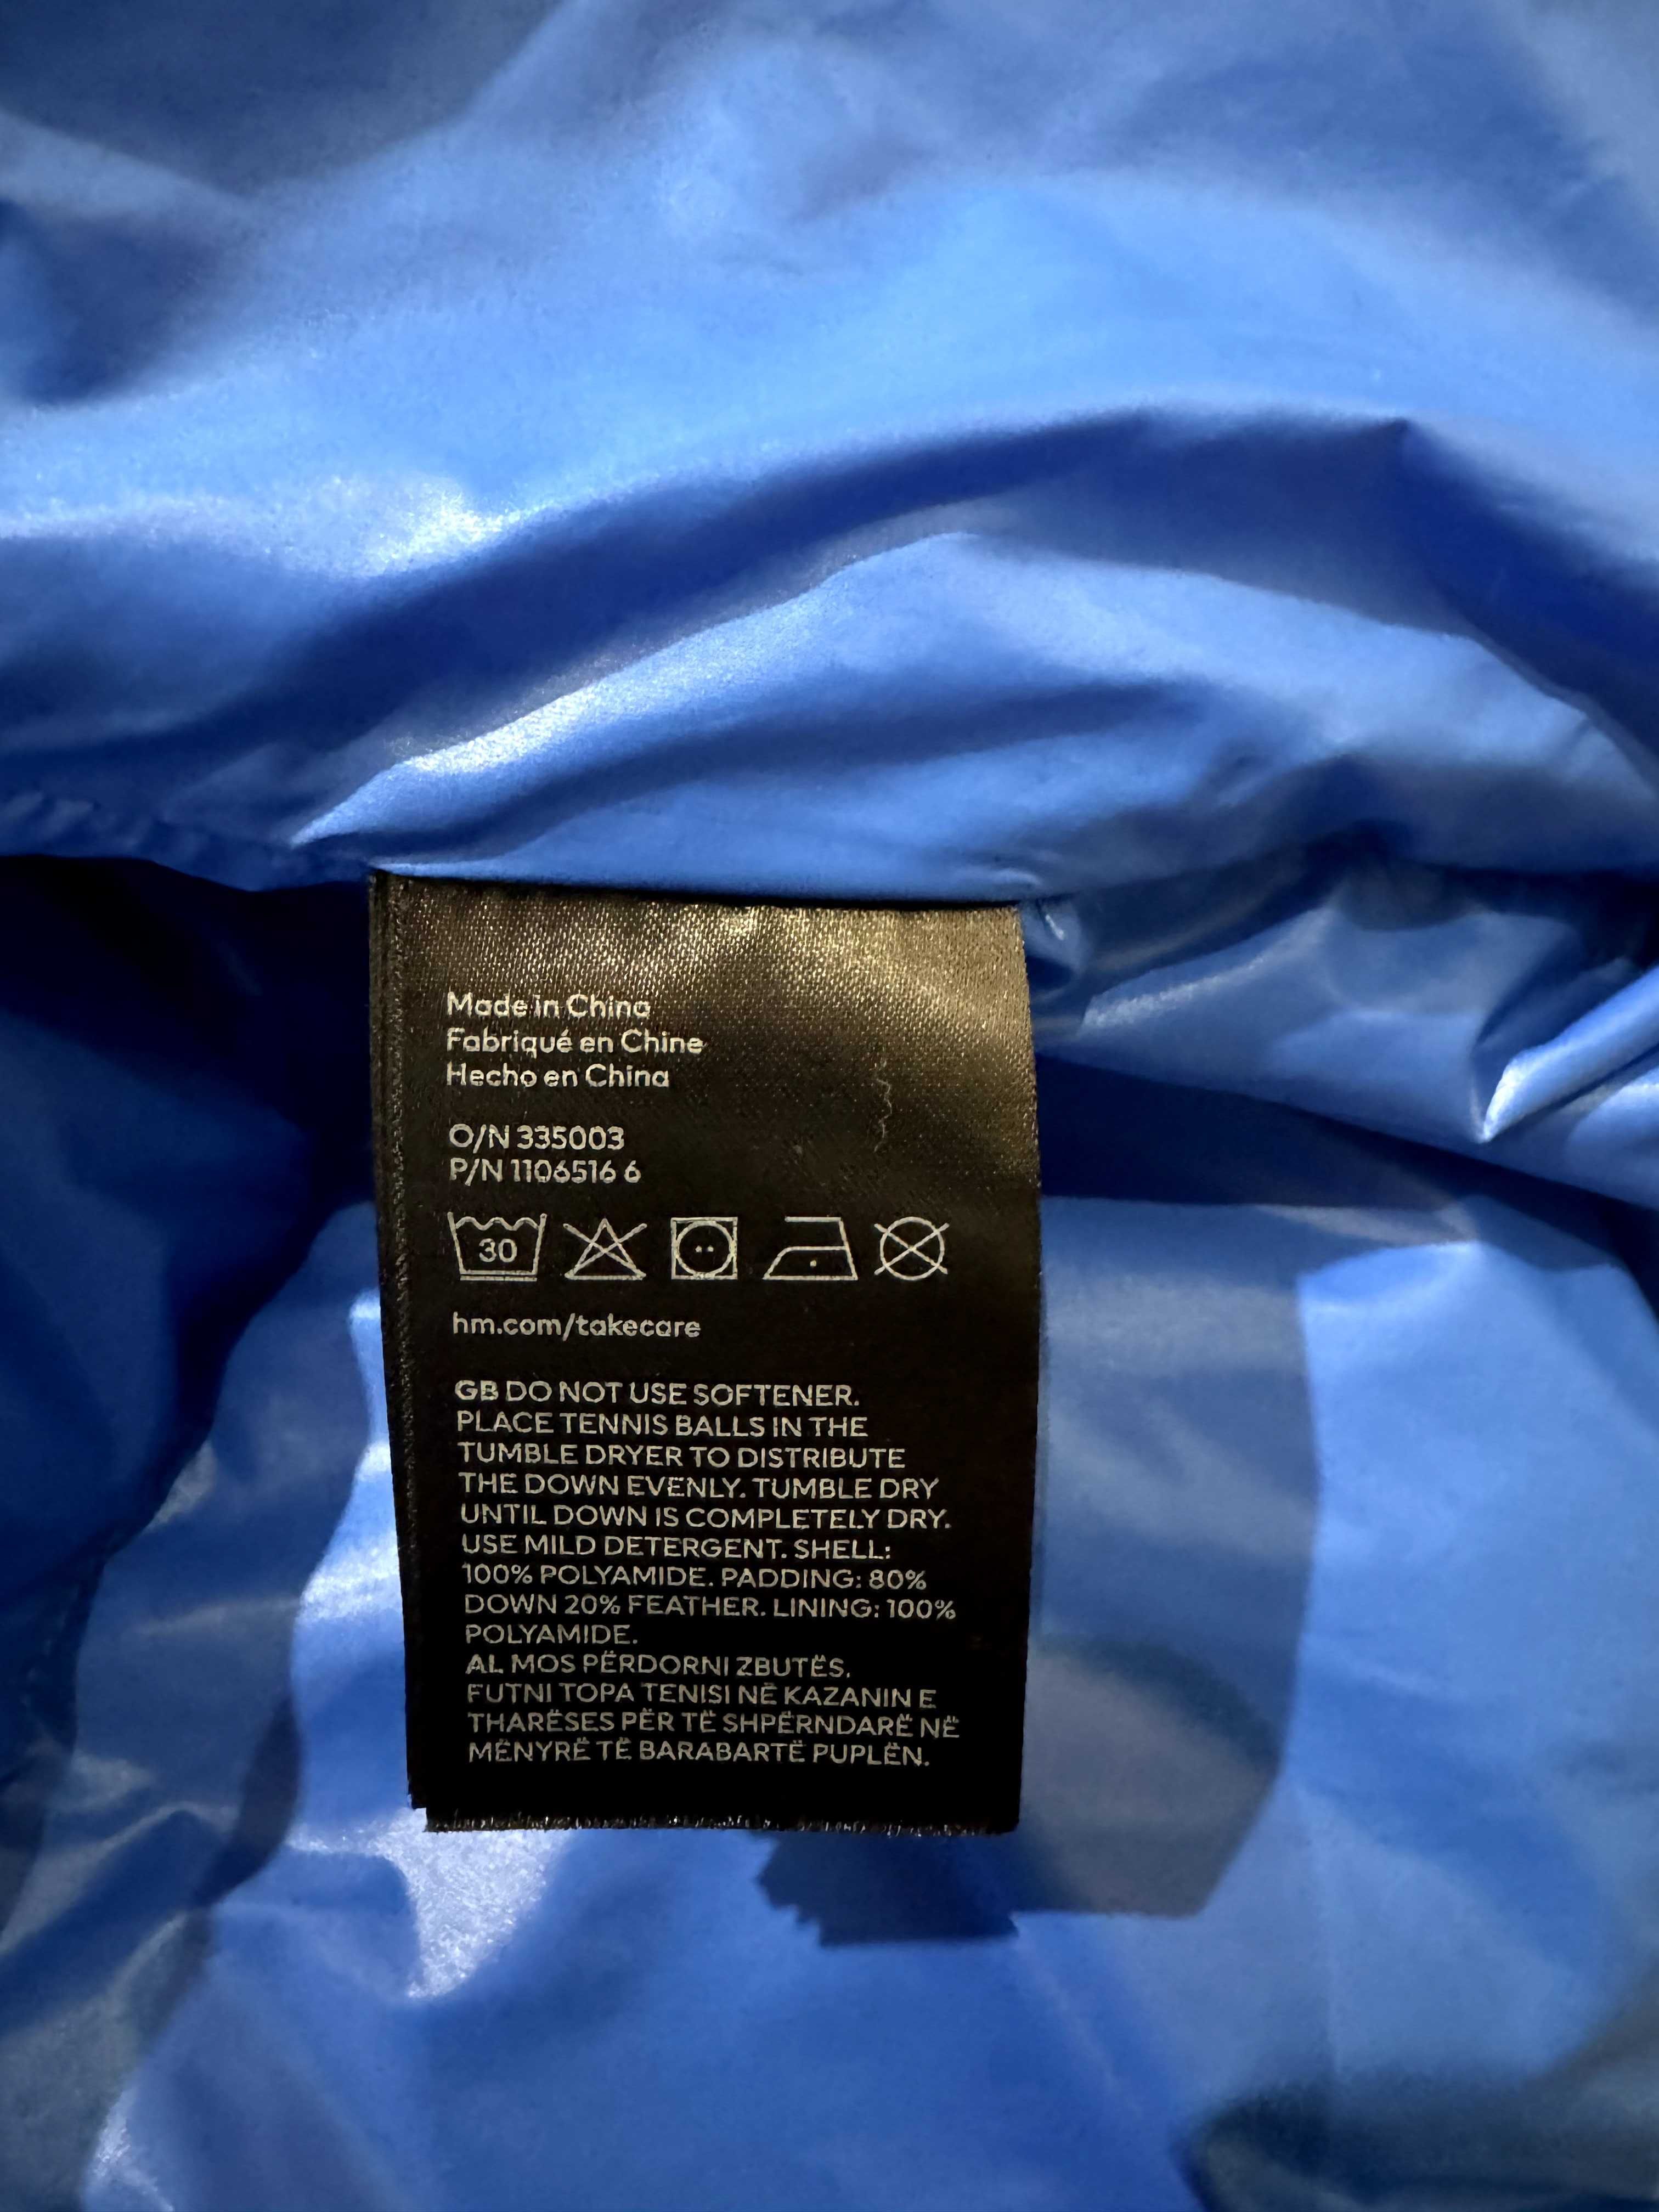 Made in China
Fabriqué en Chine
Hecho en China
O/N 335003
P/N 1106516 6
30
hm.com/takecare
GB DO NOT USE SOFTENER.
PLACE TENNIS BALLS IN THE
TUMBLE DRYER TO DISTRIBUTE
THE DOWN EVENLY. TUMBLE DRY
UNTIL DOWN IS COMPLETELY DRY.
USE MILD DETERGENT. SHELL:
100% POLYAMIDE. PADDING: 80%
DOWN 20% FEATHER. LINING: 100%
POLYAMIDE.
AL MOS PËRDORNI ZBUTËS.
FUTNI TOPA TENISI NË KAZANIN E
THARËSES PËR TË SHPËRNDARË NË
MËNYRË TË BARABARTË PUPLËN.